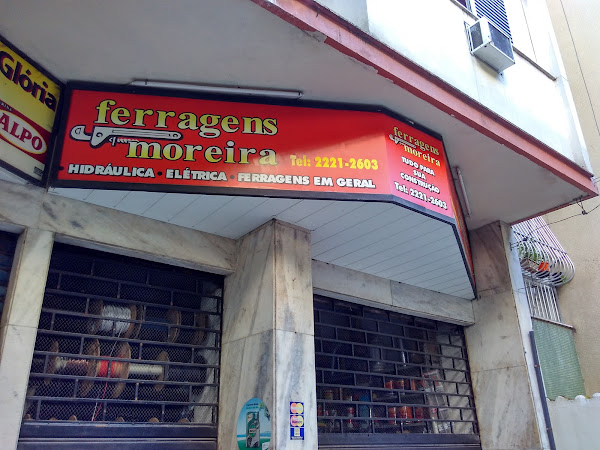 Glória
ALPO
ferragens
moreira Tel: 2221-2603
HIDRÁULICA • ELÉTRICA • FERRAGENS EM GERAL
ferragens
moreira
TUDO PARA
SUA
CONSTRUÇÃO
Tel: 2221-2603